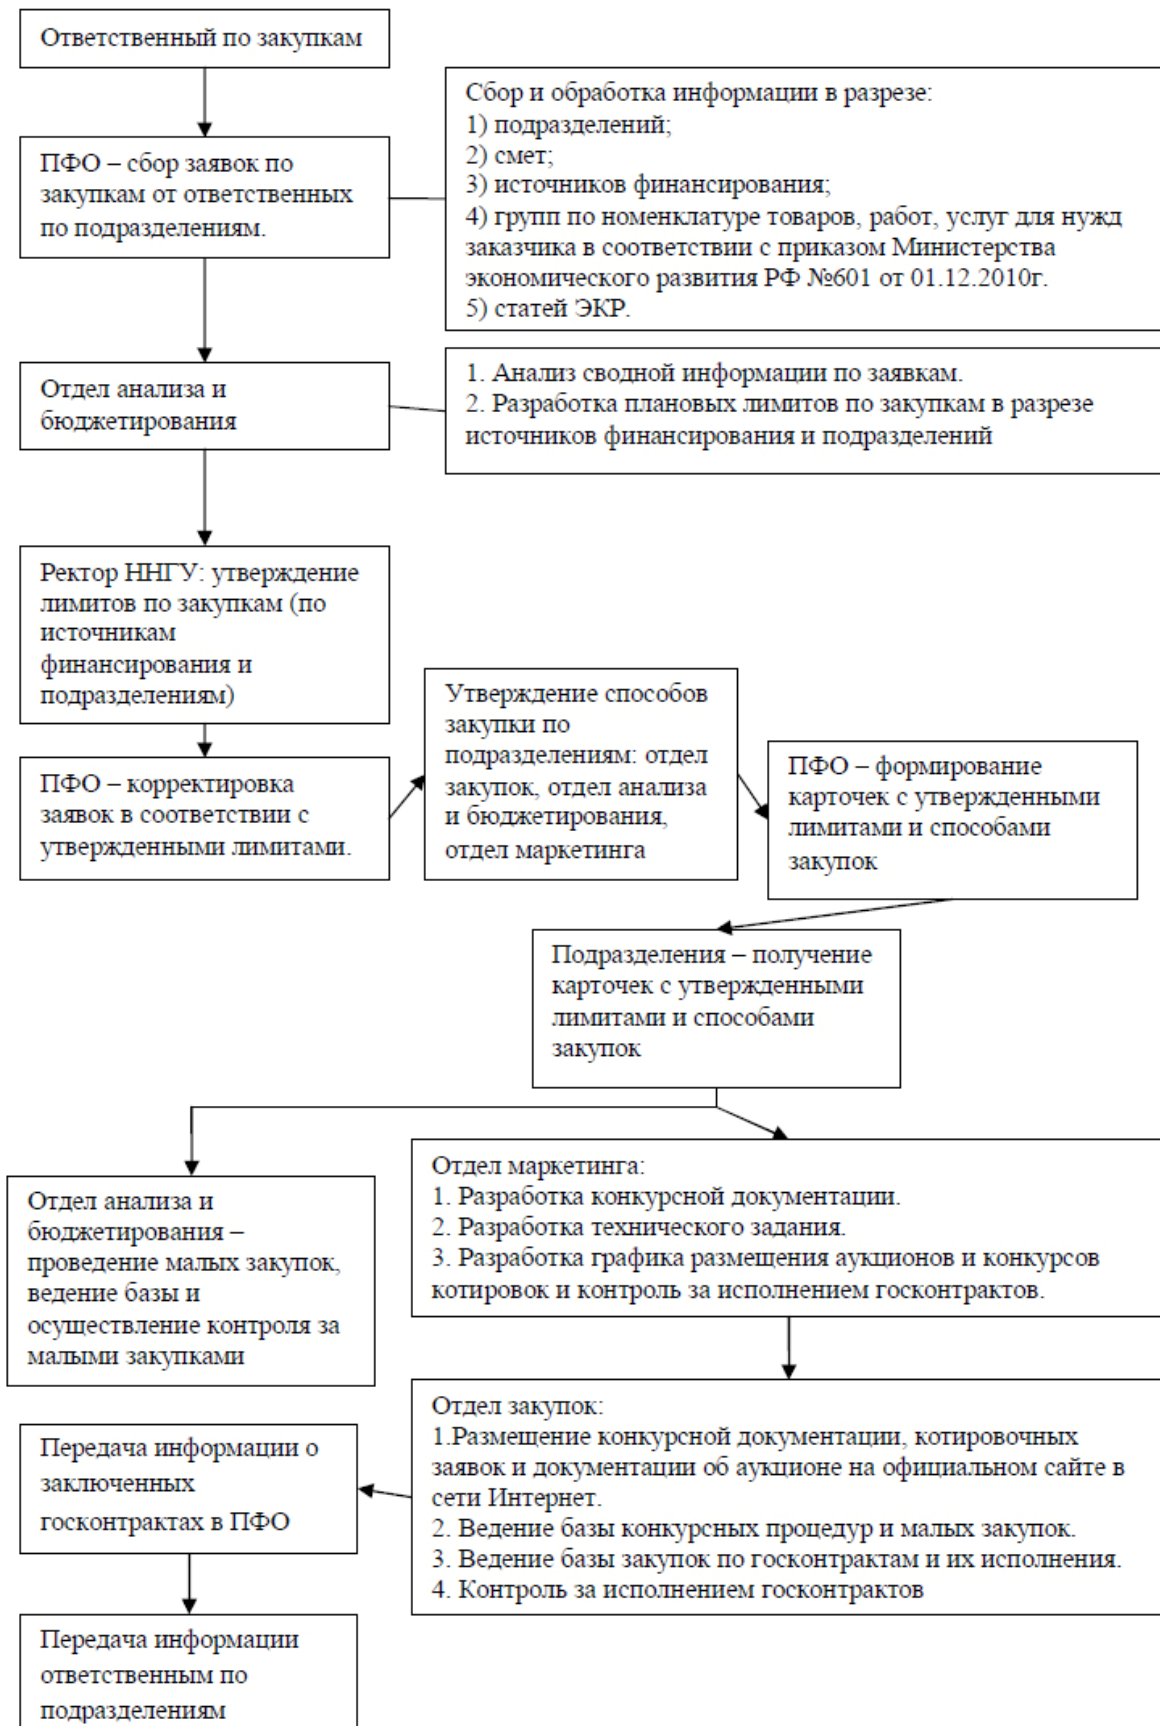 Ответственный по закупкам
ПФО – сбор заявок по
закупкам от ответственных
по подразделениям.
Сбор и обработка информации в разрезе:
1) подразделений;
2) смет;
3) источников финансирования;
4) групп по номенклатуре товаров, работ, услуг для нужд
заказчика в соответствии с приказом Министерства
экономического развития РФ №601 от 01.12.2010г.
5) статей ЭКР.
Отдел анализа и
бюджетирования
1. Анализ сводной информации по заявкам.
2. Разработка плановых лимитов по закупкам в разрезе
источников финансирования и подразделений
Ректор ННГУ: утверждение
лимитов по закупкам (по
источникам
финансирования и
подразделениям)
ПФО – корректировка
заявок в соответствии с
утвержденными лимитами.
Утверждение способов
закупки по
подразделениям: отдел
закупок, отдел анализа
и бюджетирования,
отдел маркетинга
ПФО – формирование
карточек с утвержденными
лимитами и способами
закупок
Подразделения – получение
карточек с утвержденными
лимитами и способами
закупок
Отдел анализа и
бюджетирования –
проведение малых закупок,
ведение базы и
осуществление контроля за
малыми закупками
Отдел маркетинга:
1. Разработка конкурсной документации.
2. Разработка технического задания.
3. Разработка графика размещения аукционов и конкурсов
котировок и контроль за исполнением госконтрактов.
Отдел закупок:
1.Размещение конкурсной документации, котировочных
заявок и документации об аукционе на официальном сайте в
сети Интернет.
2. Ведение базы конкурсных процедур и малых закупок.
3. Ведение базы закупок по госконтрактам и их исполнения.
4. Контроль за исполнением госконтрактов
Передача информации о
заключенных
госконтрактах в ПФО
Передача информации
ответственным по
подразделениям